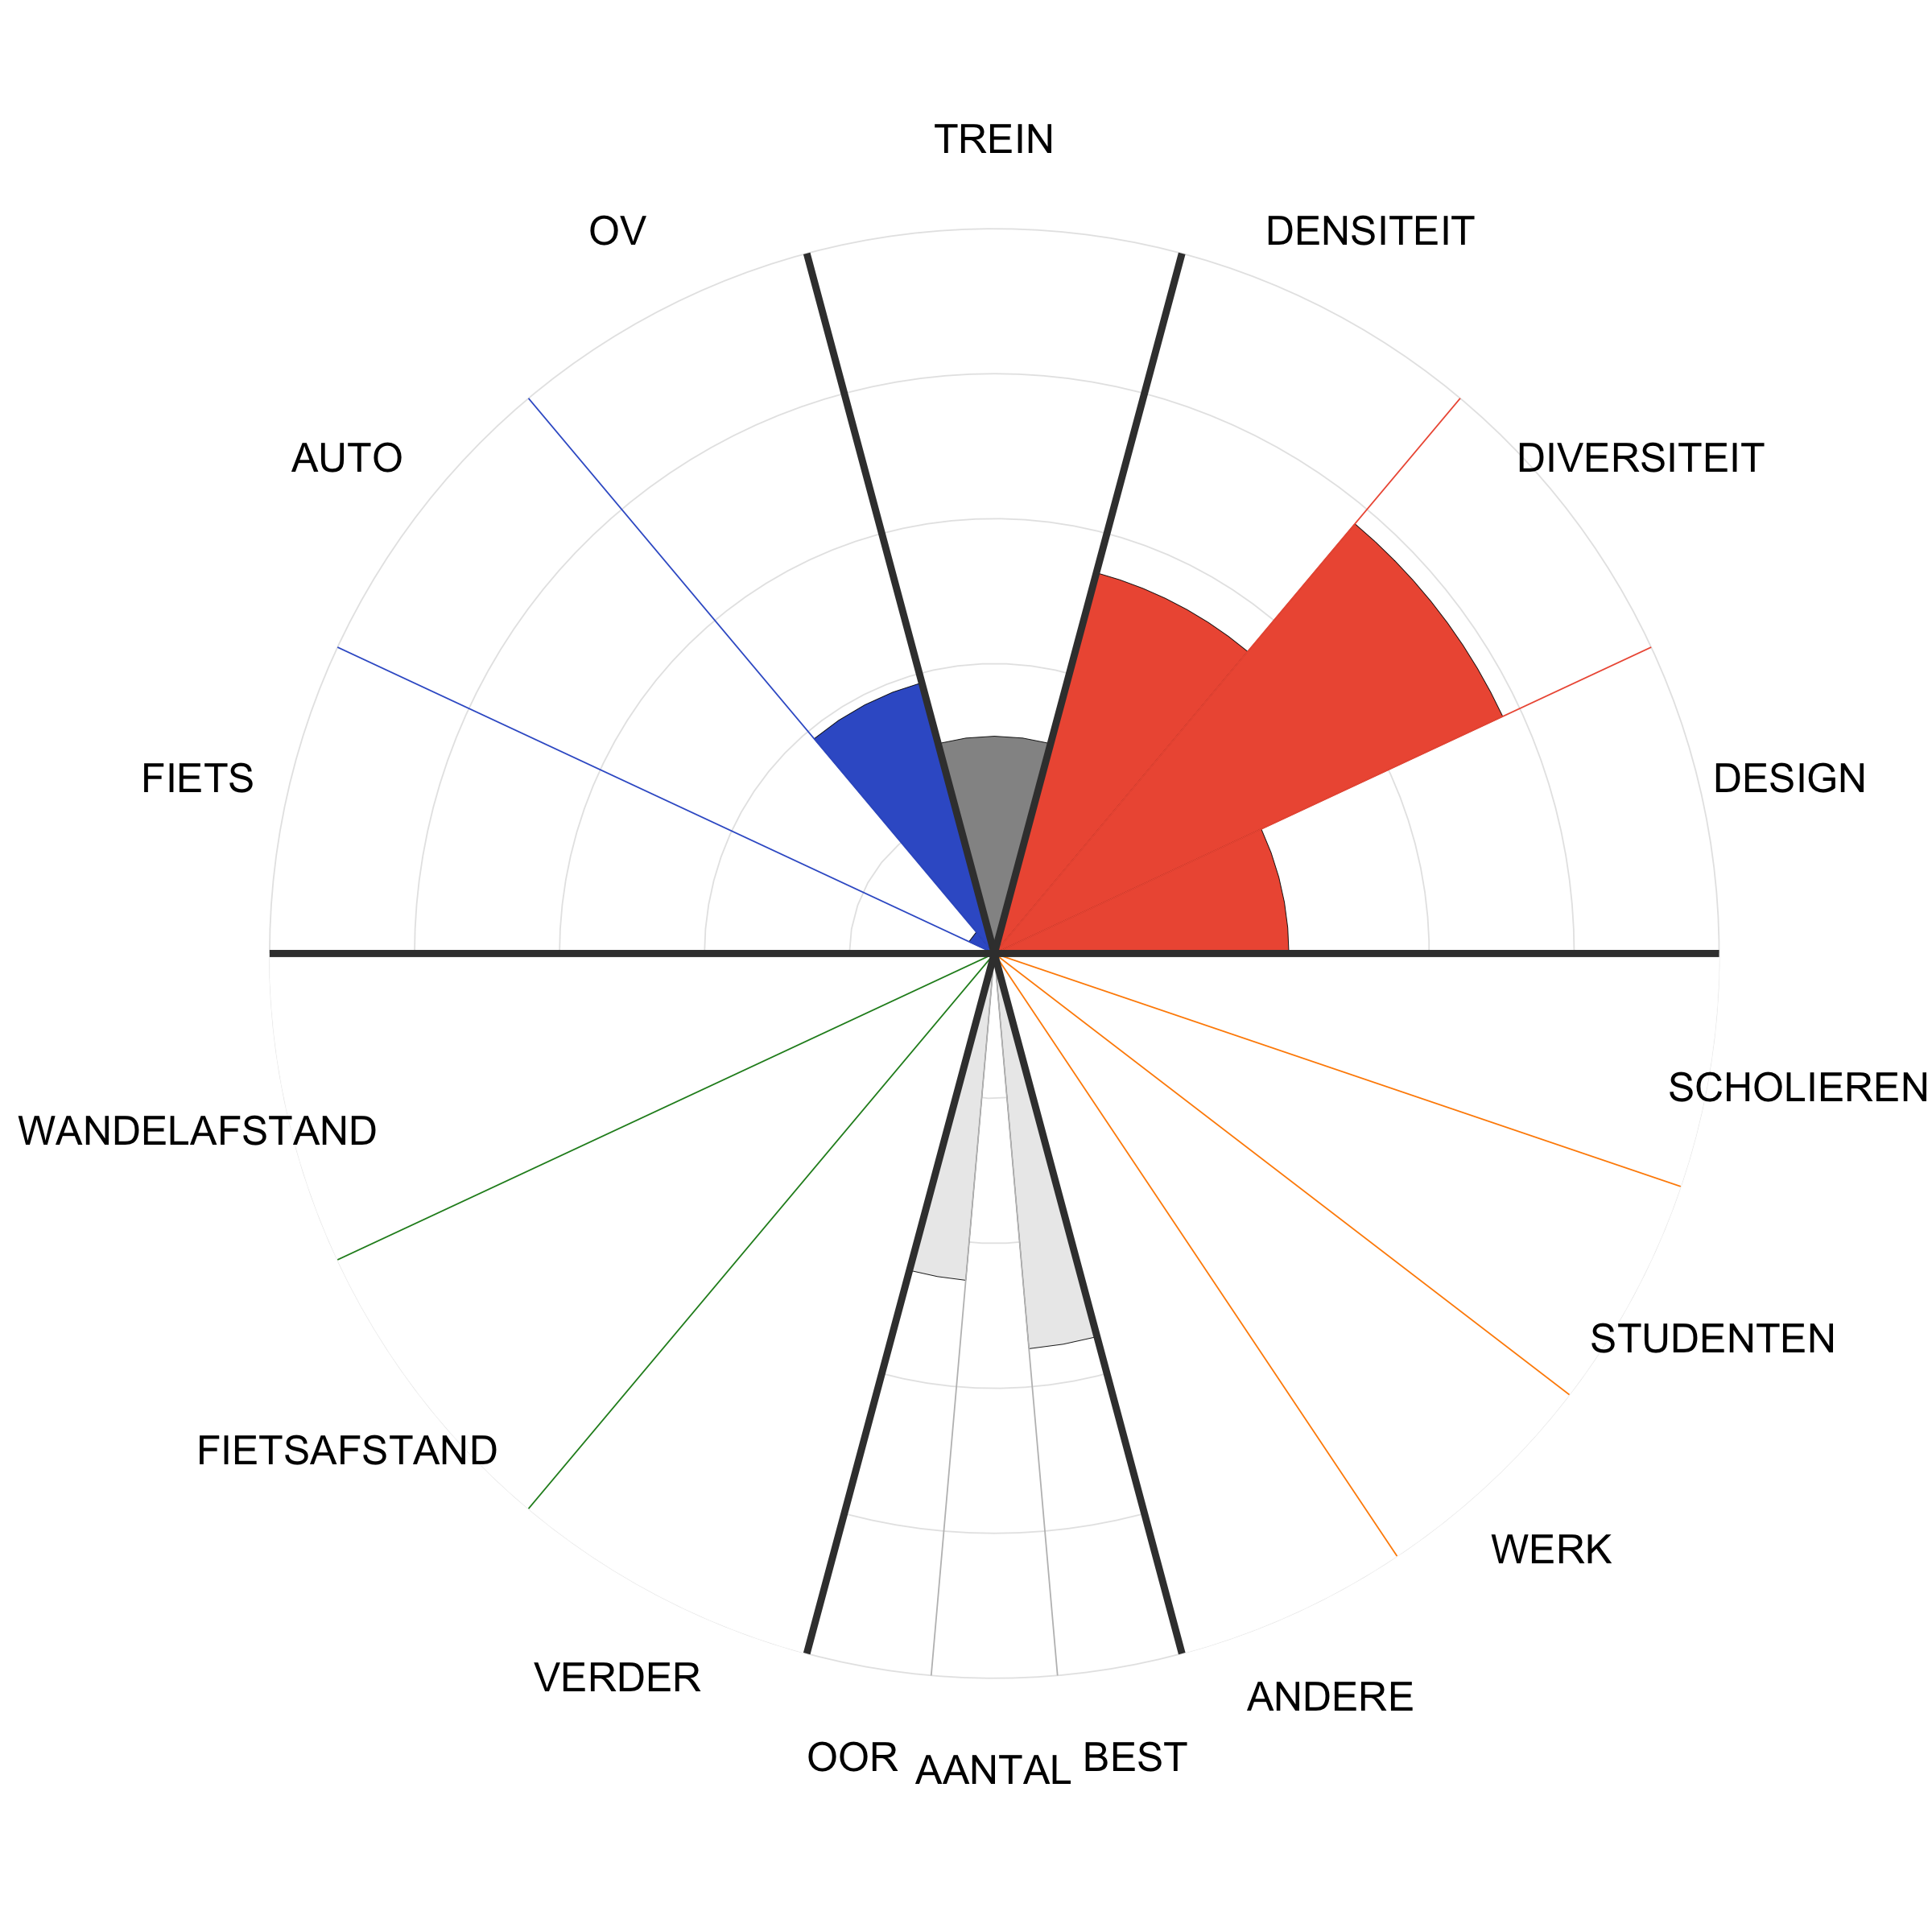 TREIN
OV
DENSITEIT
AUTO
DIVERSITEIT
FIETS
DESIGN
SCHOLIEREN
WANDELAFSTAND
STUDENTEN
FIETSAFSTAND
WERK
VERDER
ANDERE
OOR
AANTAL
BEST